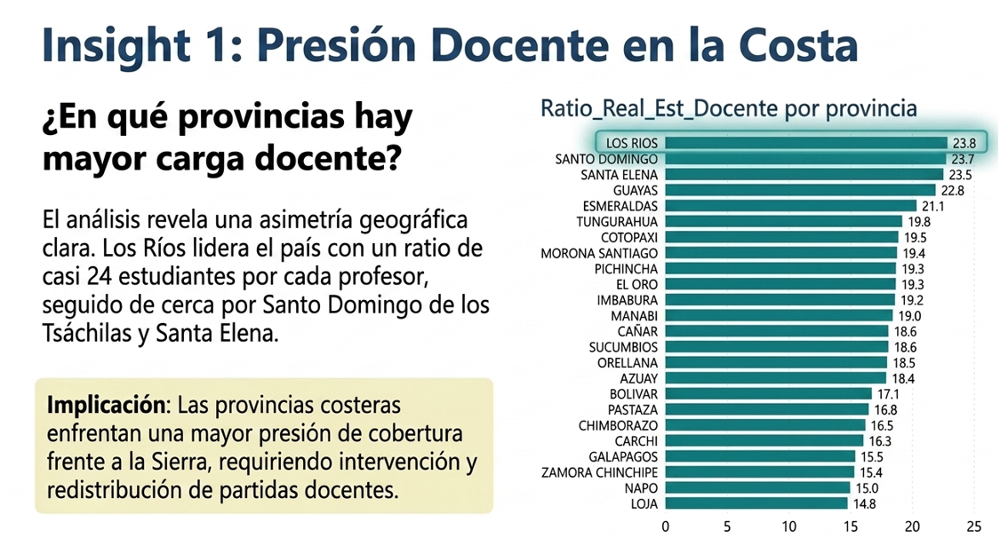 Insight 1: Presión Docente en la Costa
¿En qué provincias hay
mayor carga docente?
El análisis revela una asimetría geográfica
clara. Los Ríos lidera el país con un ratio de
casi 24 estudiantes por cada profesor,
seguido de cerca por Santo Domingo de los
Tsáchilas y Santa Elena.
Implicación: Las provincias costeras
enfrentan una mayor presión de cobertura
frente a la Sierra, requiriendo intervención y
redistribución de partidas docentes.
Ratio_Real_Est_Docente por provincia
LOS RIOS 23.8
SANTO DOMINGO 23.7
SANTA ELENA 23.5
GUAYAS 22.8
ESMERALDAS 21.1
TUNGURAHUA 19.8
COTOPAXI 19.5
MORONA SANTIAGO 19.4
PICHINCHA 19.3
EL ORO 19.3
IMBABURA 19.2
MANABI 19.0
CAÑAR 18.6
SUCUMBIOS 18.6
ORELLANA 18.5
AZUAY 18.4
BOLIVAR 17.1
PASTAZA 16.8
CHIMBORAZO 16.5
CARCHI 16.3
GALAPAGOS 15.5
ZAMORA CHINCHIPE 15.4
NAPO 15.0
LOJA 14.8
0 5 10 15 20 25